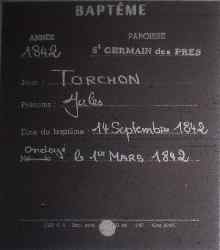 BAPTÊME
ANNÉE PAROISSE
1842 St GERMAIN des PRES
TORCHON
Prénoms : Jules
Date du baptême : 14 Septembre 1842
Ondoyé
le 1er MARS 1842